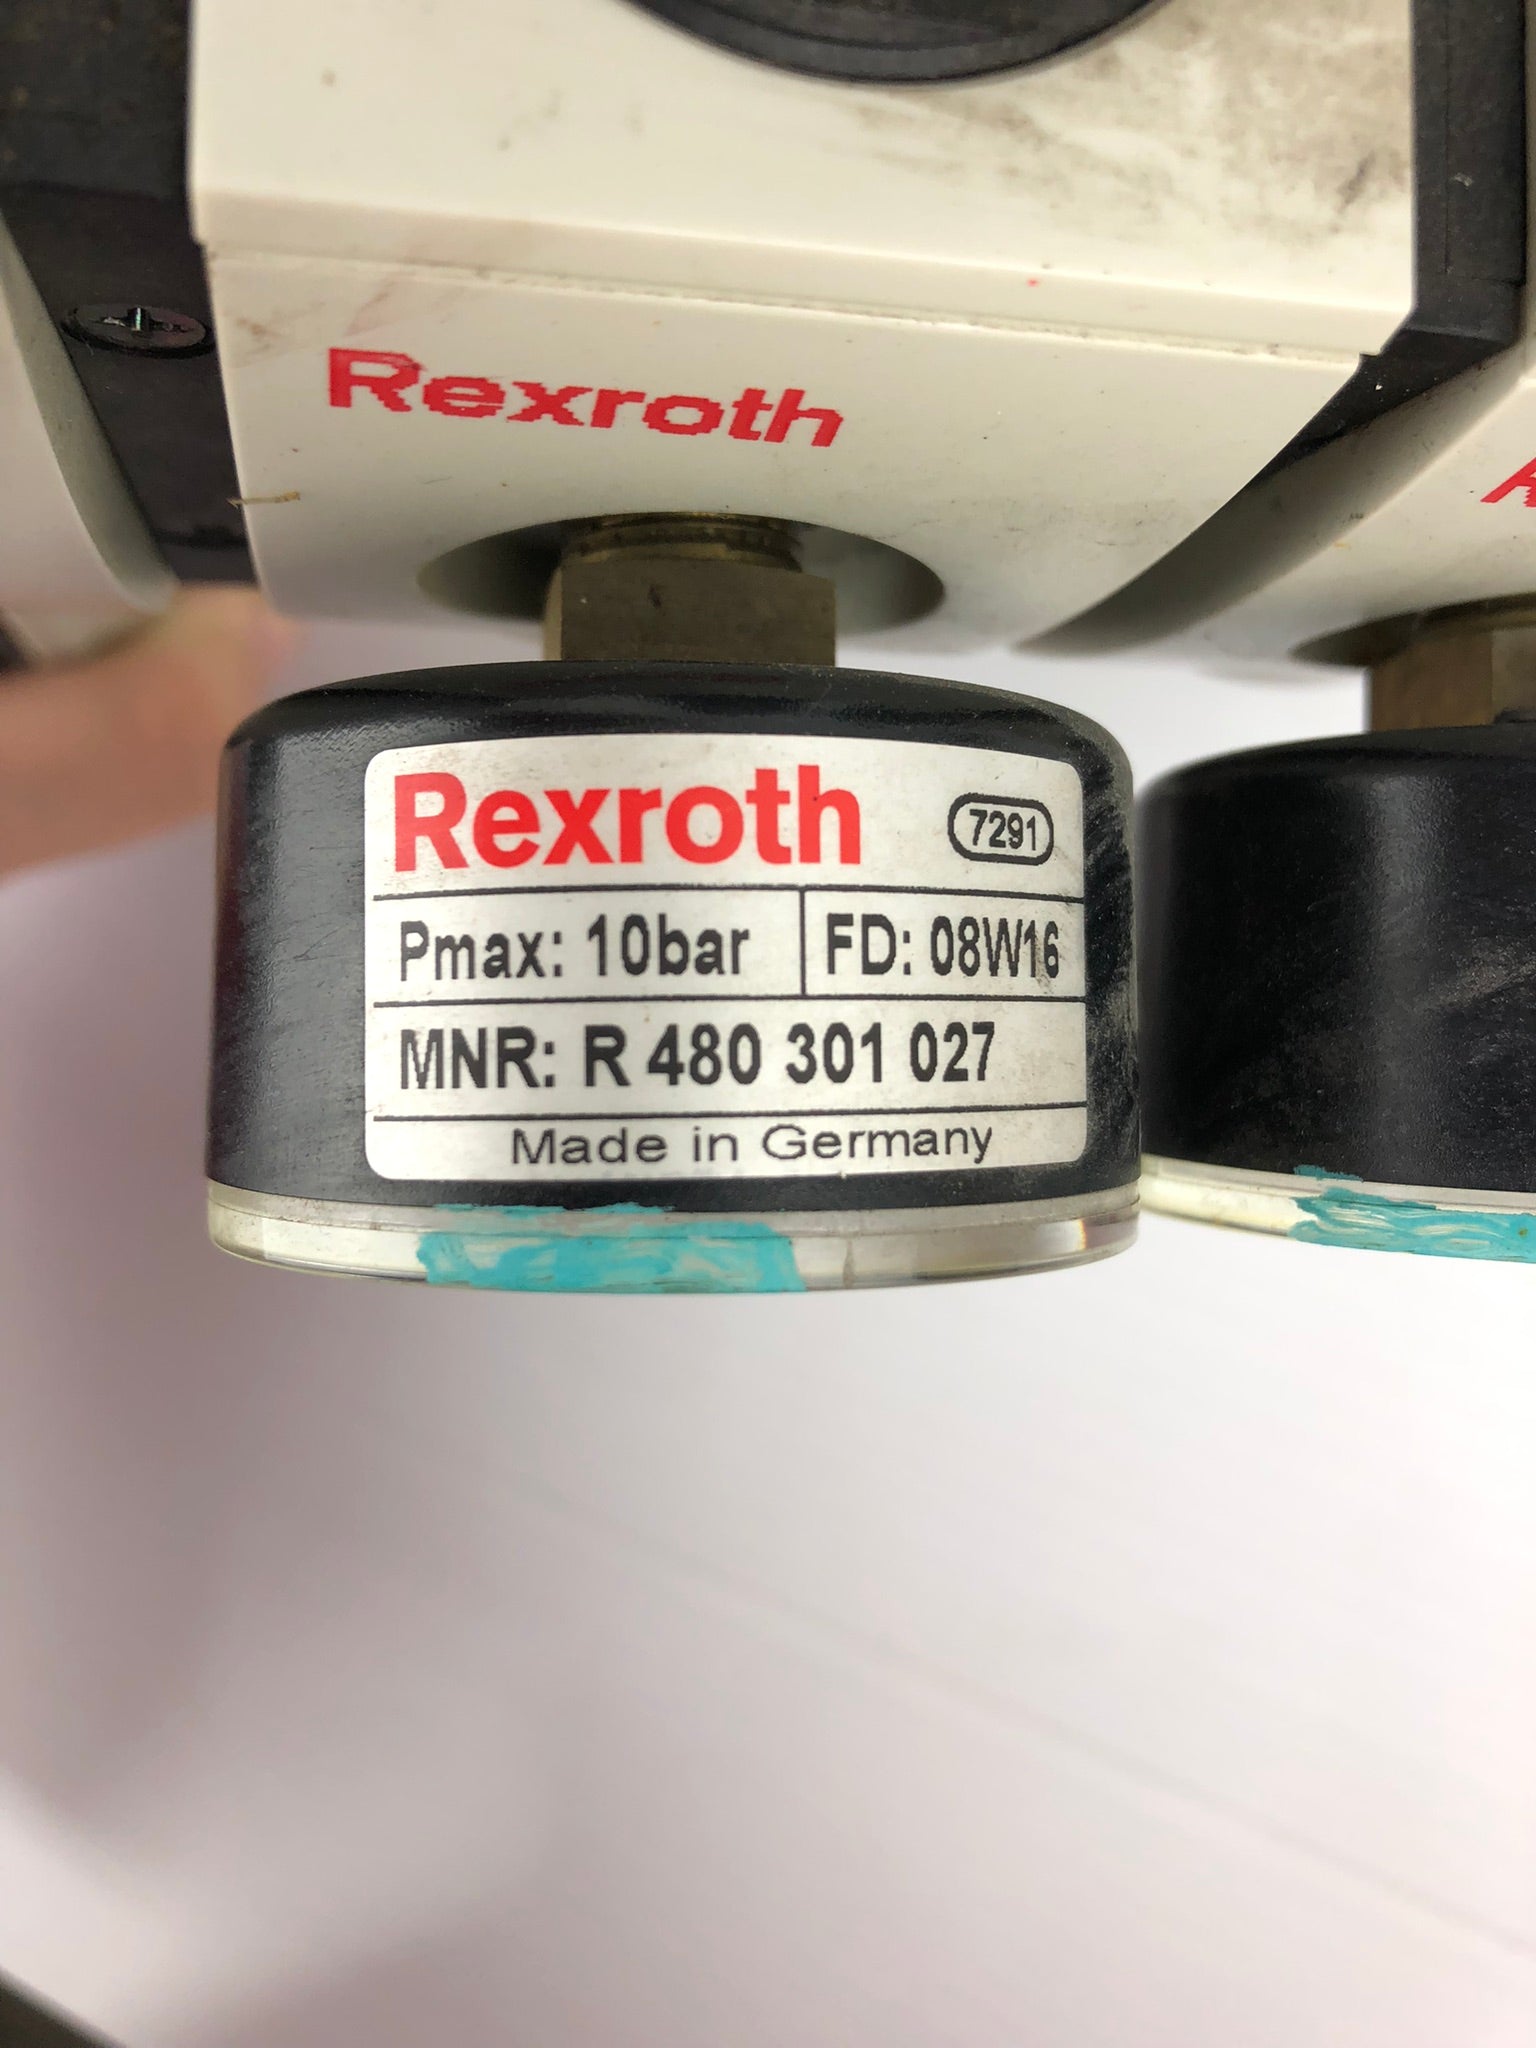 Rexroth
Rexroth 7291
Pmax: 10bar FD: 08W16
MNR: R 480 301 027
Made in Germany